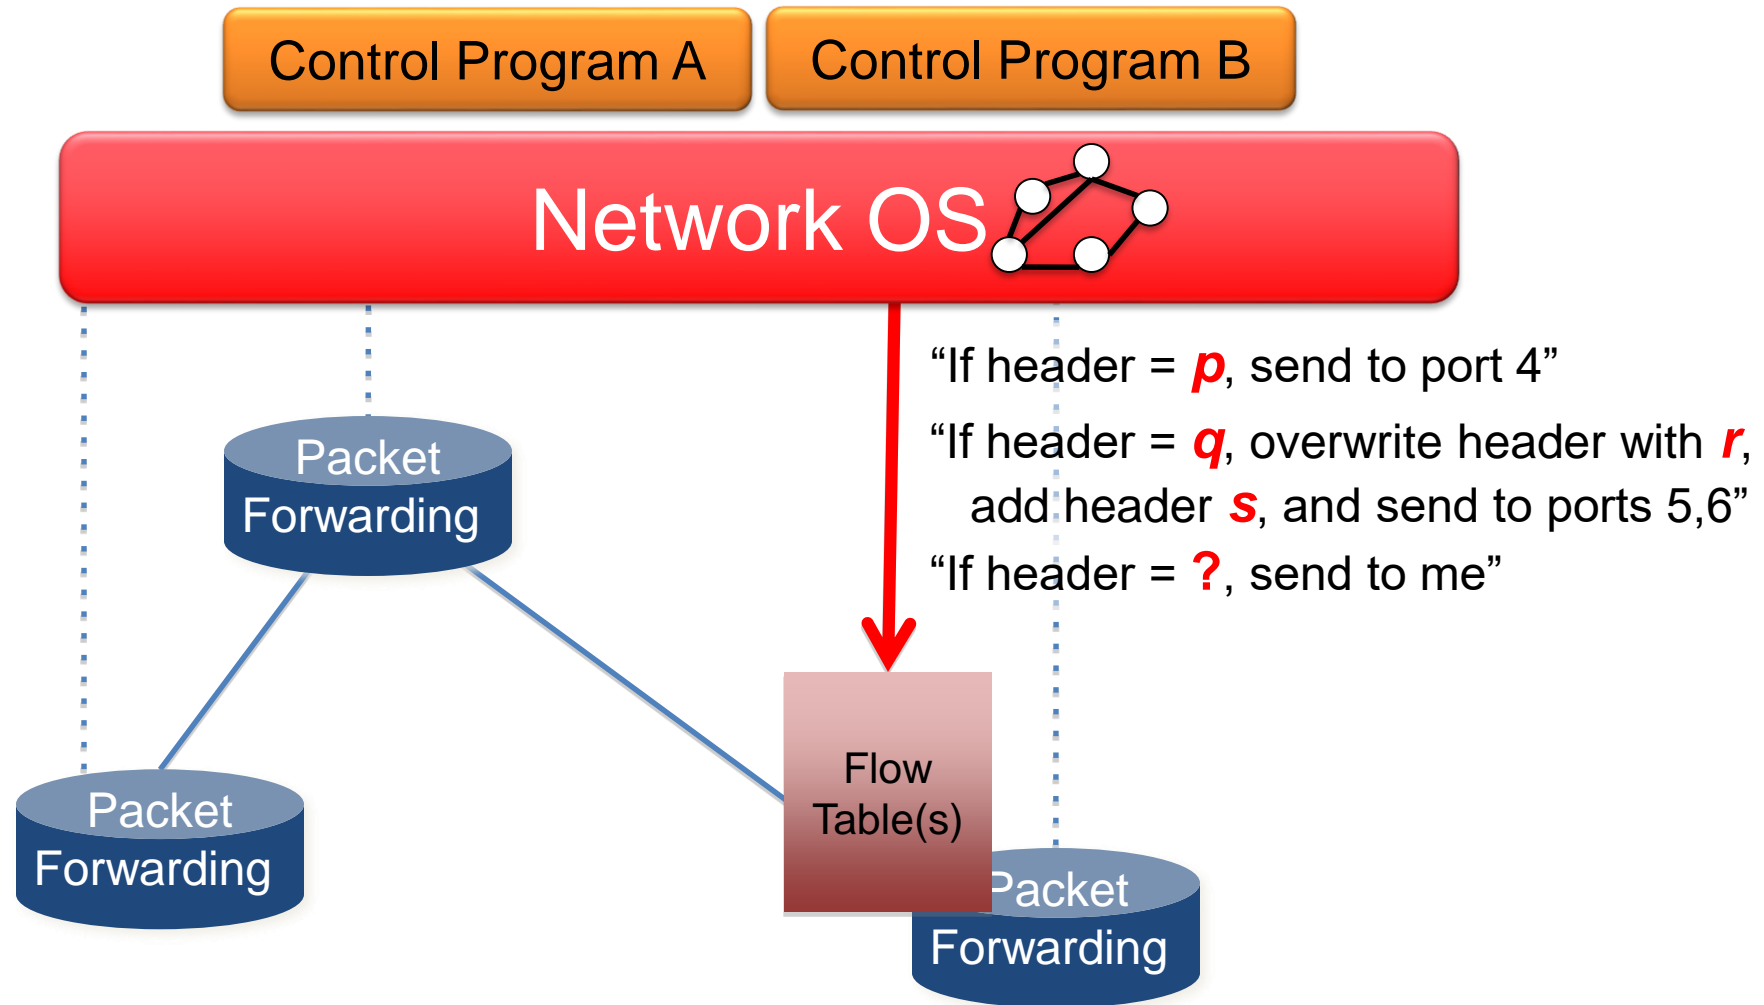 Control Program A
Control Program B
Network OS
“If header = p, send to port 4”
“If header = q, overwrite header with r,
add header s, and send to ports 5,6”
“If header = ?, send to me”
Packet
Forwarding
Flow
Table(s)
Packet
Forwarding
Packet
Forwarding